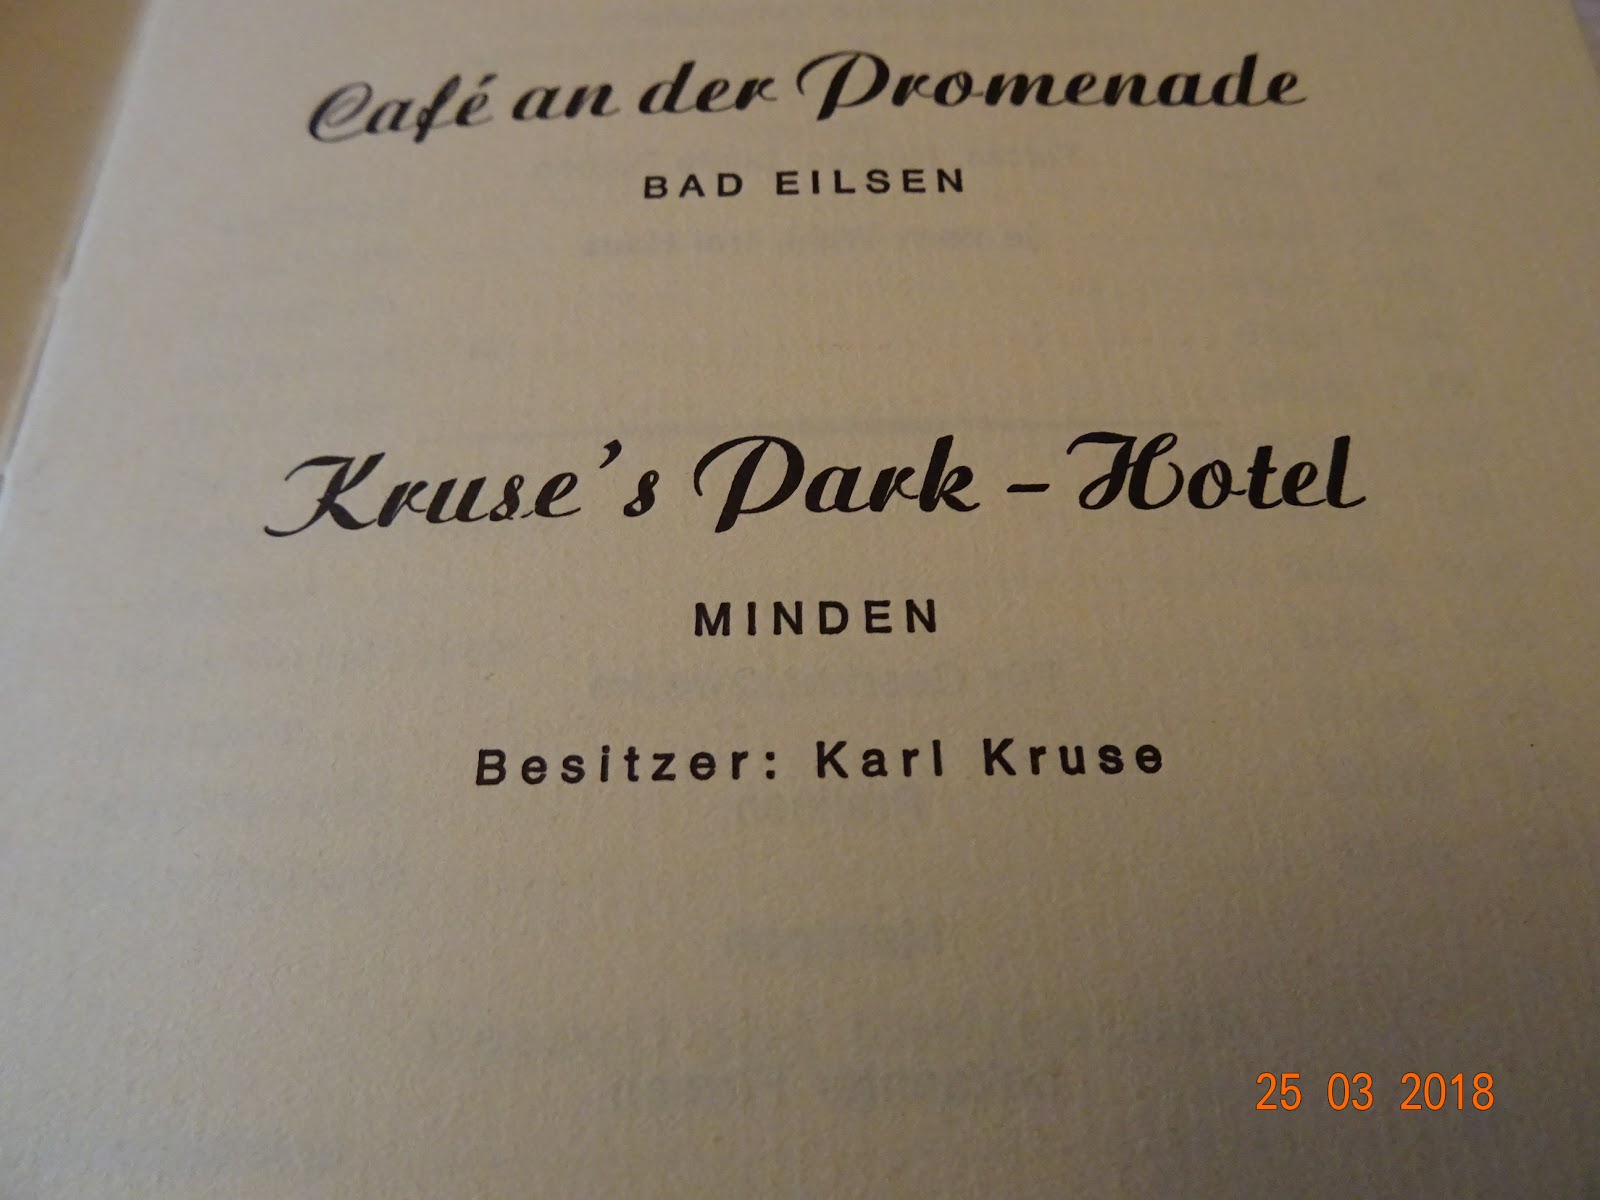 Café an der Promenade
BAD EILSEN
Kruse's Park - Hotel
MINDEN
Besitzer: Karl Kruse
25 03 2018